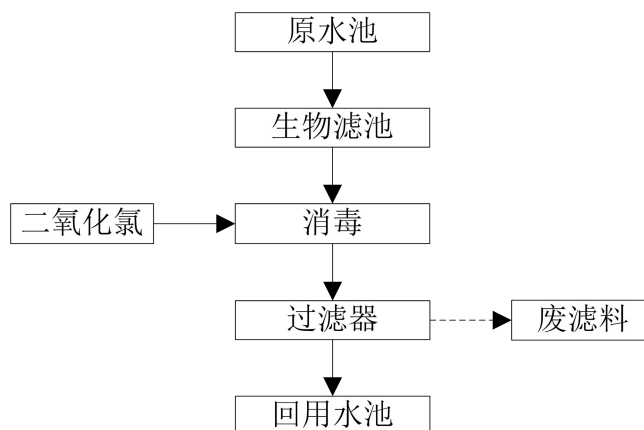 原水池
生物滤池
二氧化氯
消毒
过滤器
废滤料
回用水池